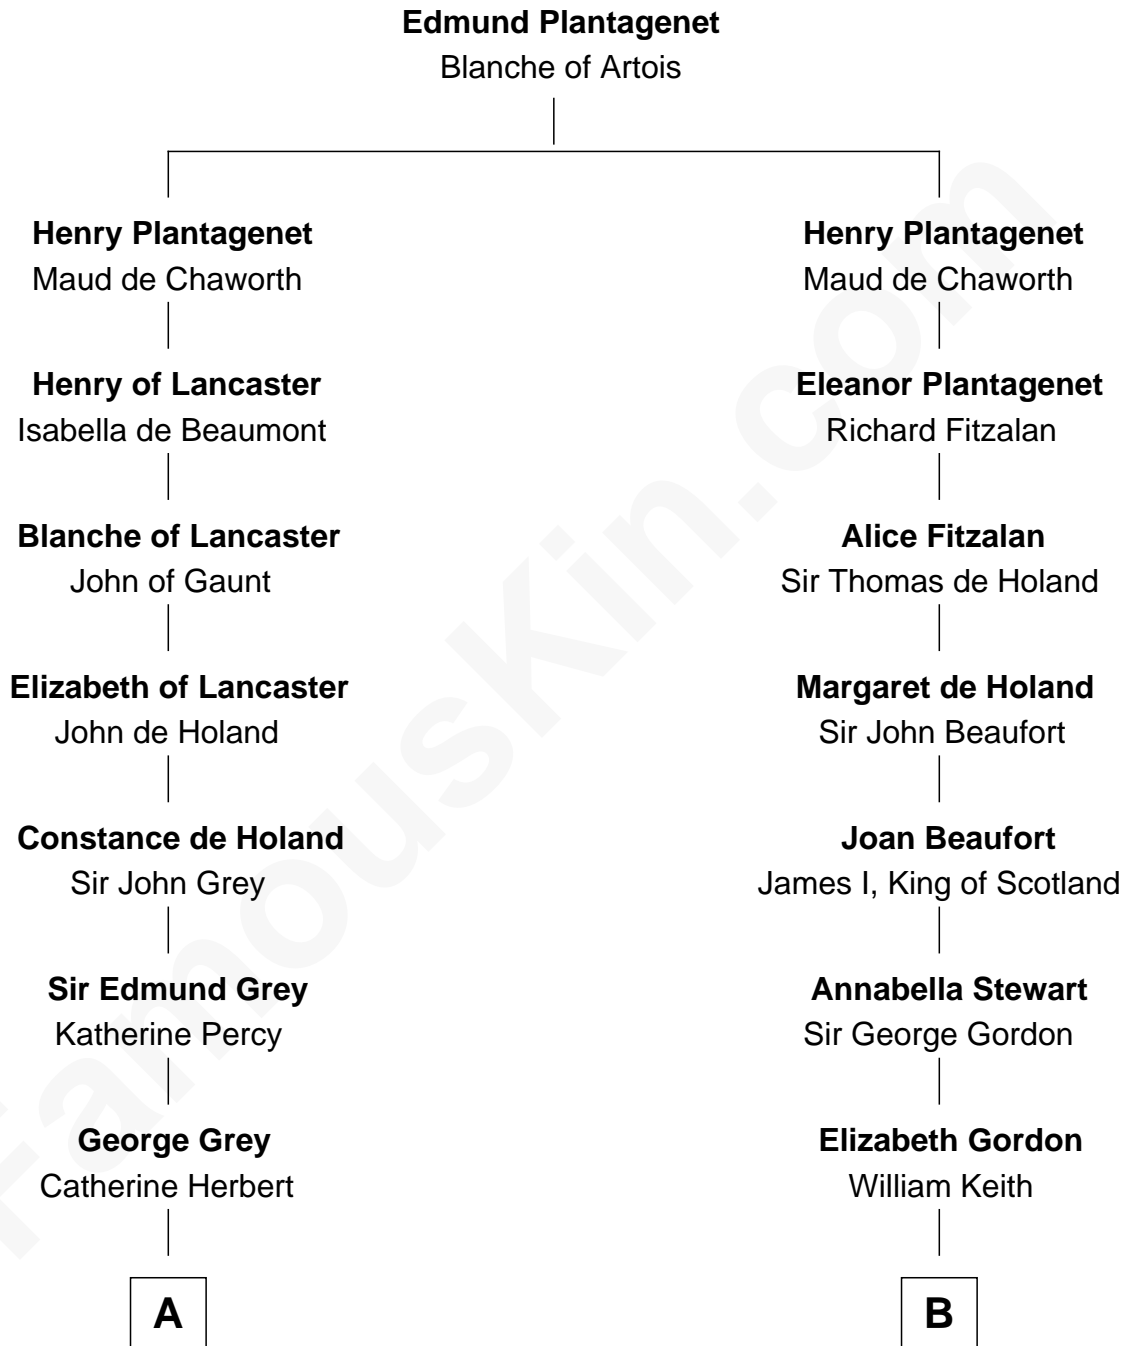 Edmund Plantagenet
Blanche of Artois
Henry Plantagenet
Maud de Chaworth
Henry of Lancaster
Isabella de Beaumont
Blanche of Lancaster
John of Gaunt
Elizabeth of Lancaster
John de Holand
Constance de Holand
Sir John Grey
Sir Edmund Grey
Katherine Percy
George Grey
Catherine Herbert
A
Henry Plantagenet
Maud de Chaworth
Eleanor Plantagenet
Richard Fitzalan
Alice Fitzalan
Sir Thomas de Holand
Margaret de Holand
Sir John Beaufort
Joan Beaufort
James I, King of Scotland
Annabella Stewart
Sir George Gordon
Elizabeth Gordon
William Keith
B
FamousKin.com